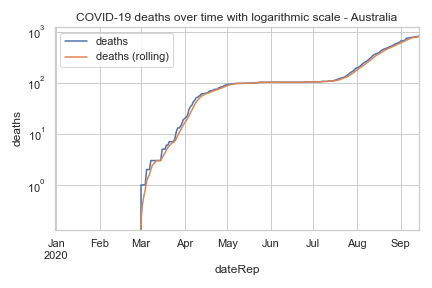 COVID-19 deaths over time with logarithmic scale - Australia
deaths
deaths (rolling)
10³
10²
10¹
10⁰
deaths
Jan Feb Mar Apr May Jun Jul Aug Sep
2020
dateRep